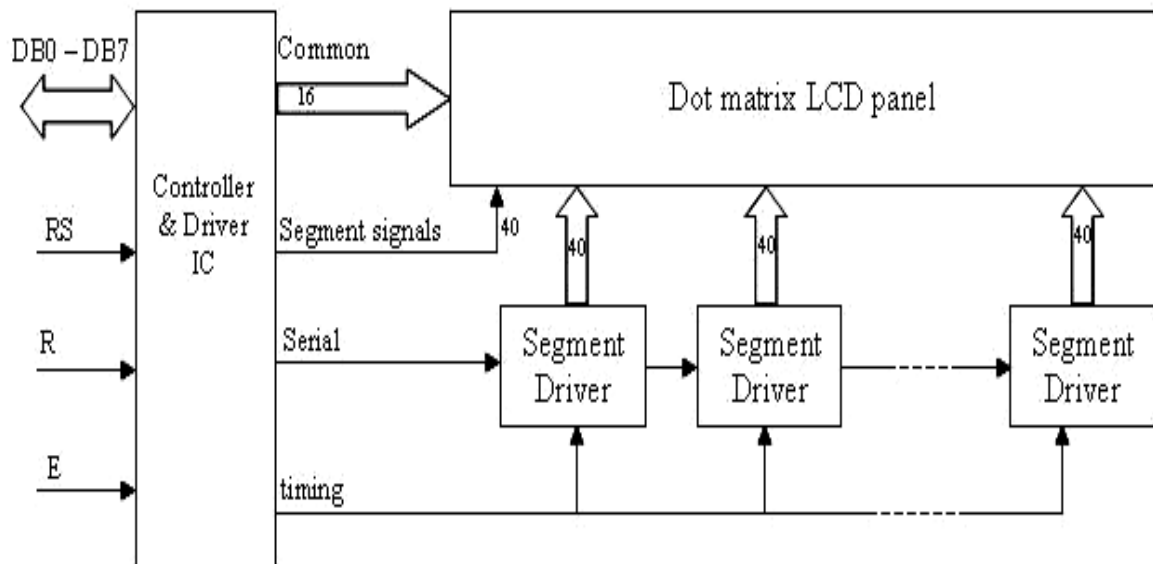 DB0 – DB7
Common
16
Dot matrix LCD panel
Controller
& Driver
IC
RS
Segment signals
40
40
40
40
R
Serial
Segment
Driver
Segment
Driver
Segment
Driver
E
timing